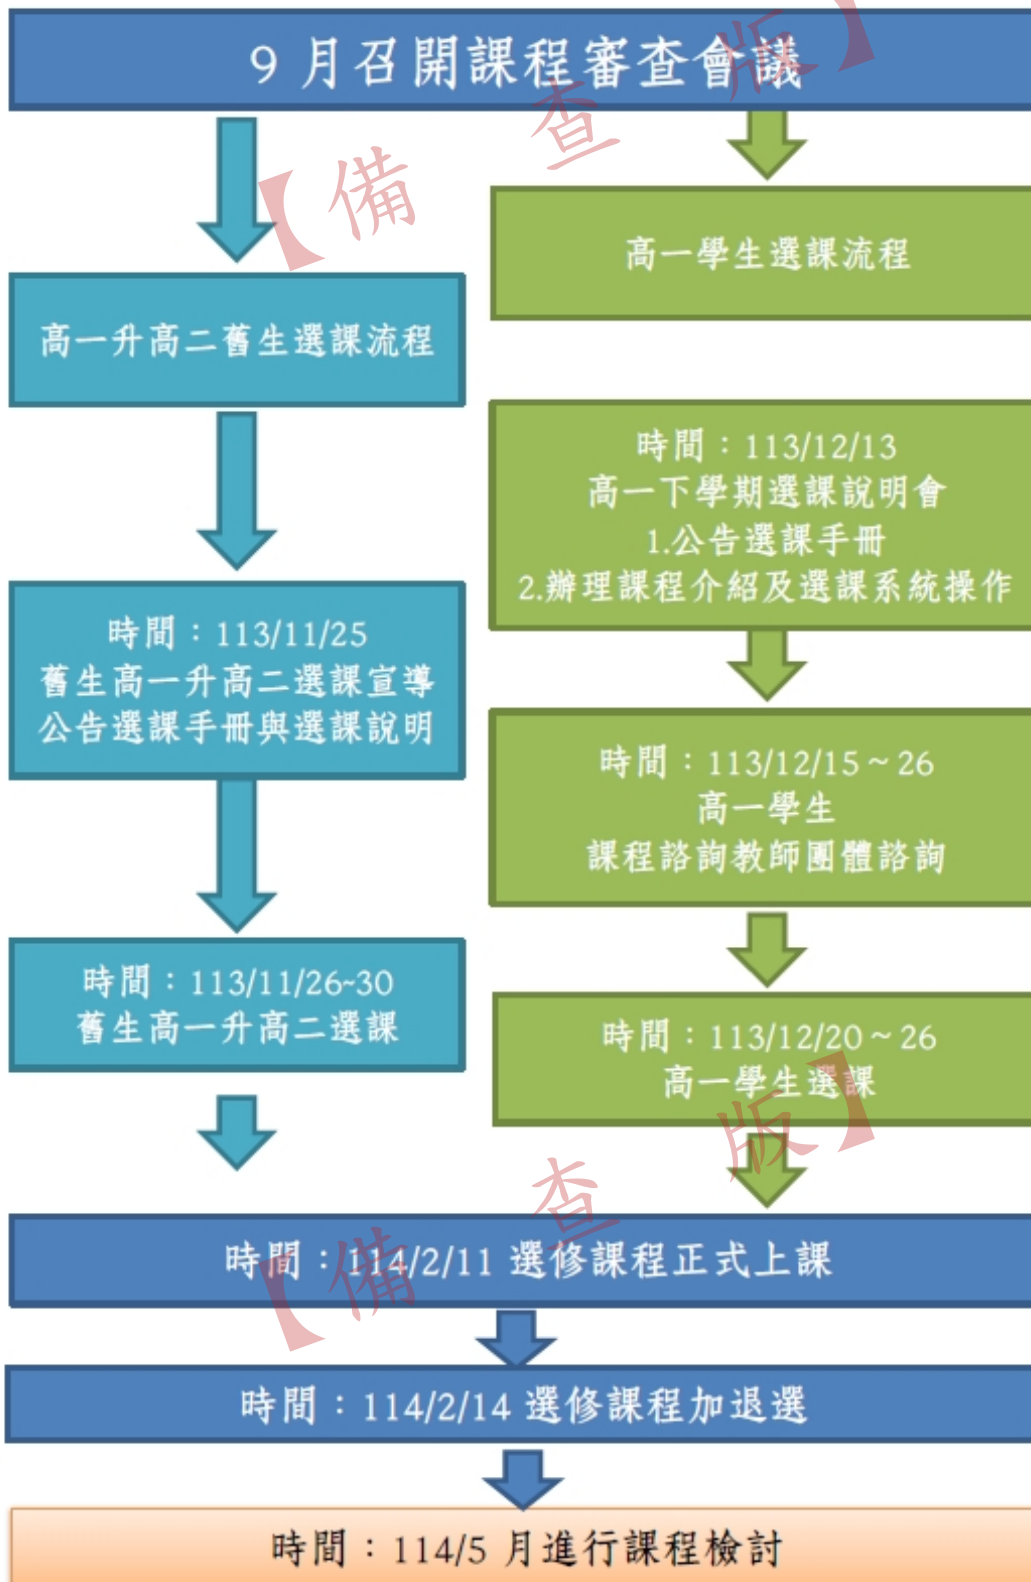 9 月召開課程審查會議
高一升高二舊生選課流程
時間：113/11/25
舊生高一升高二選課宣導
公告選課手冊與選課說明
時間：113/11/26~30
舊生高一升高二選課
高一學生選課流程
時間：113/12/13
高一下學期選課說明會
1.公告選課手冊
2.辦理課程介紹及選課系統操作
時間：113/12/15～26
高一學生
課程諮詢教師團體諮詢
時間：113/12/20～26
高一學生選課
時間：114/2/11 選修課程正式上課
時間：114/2/14 選修課程加退選
時間：114/5 月進行課程檢討
【備查版】
【備查版】